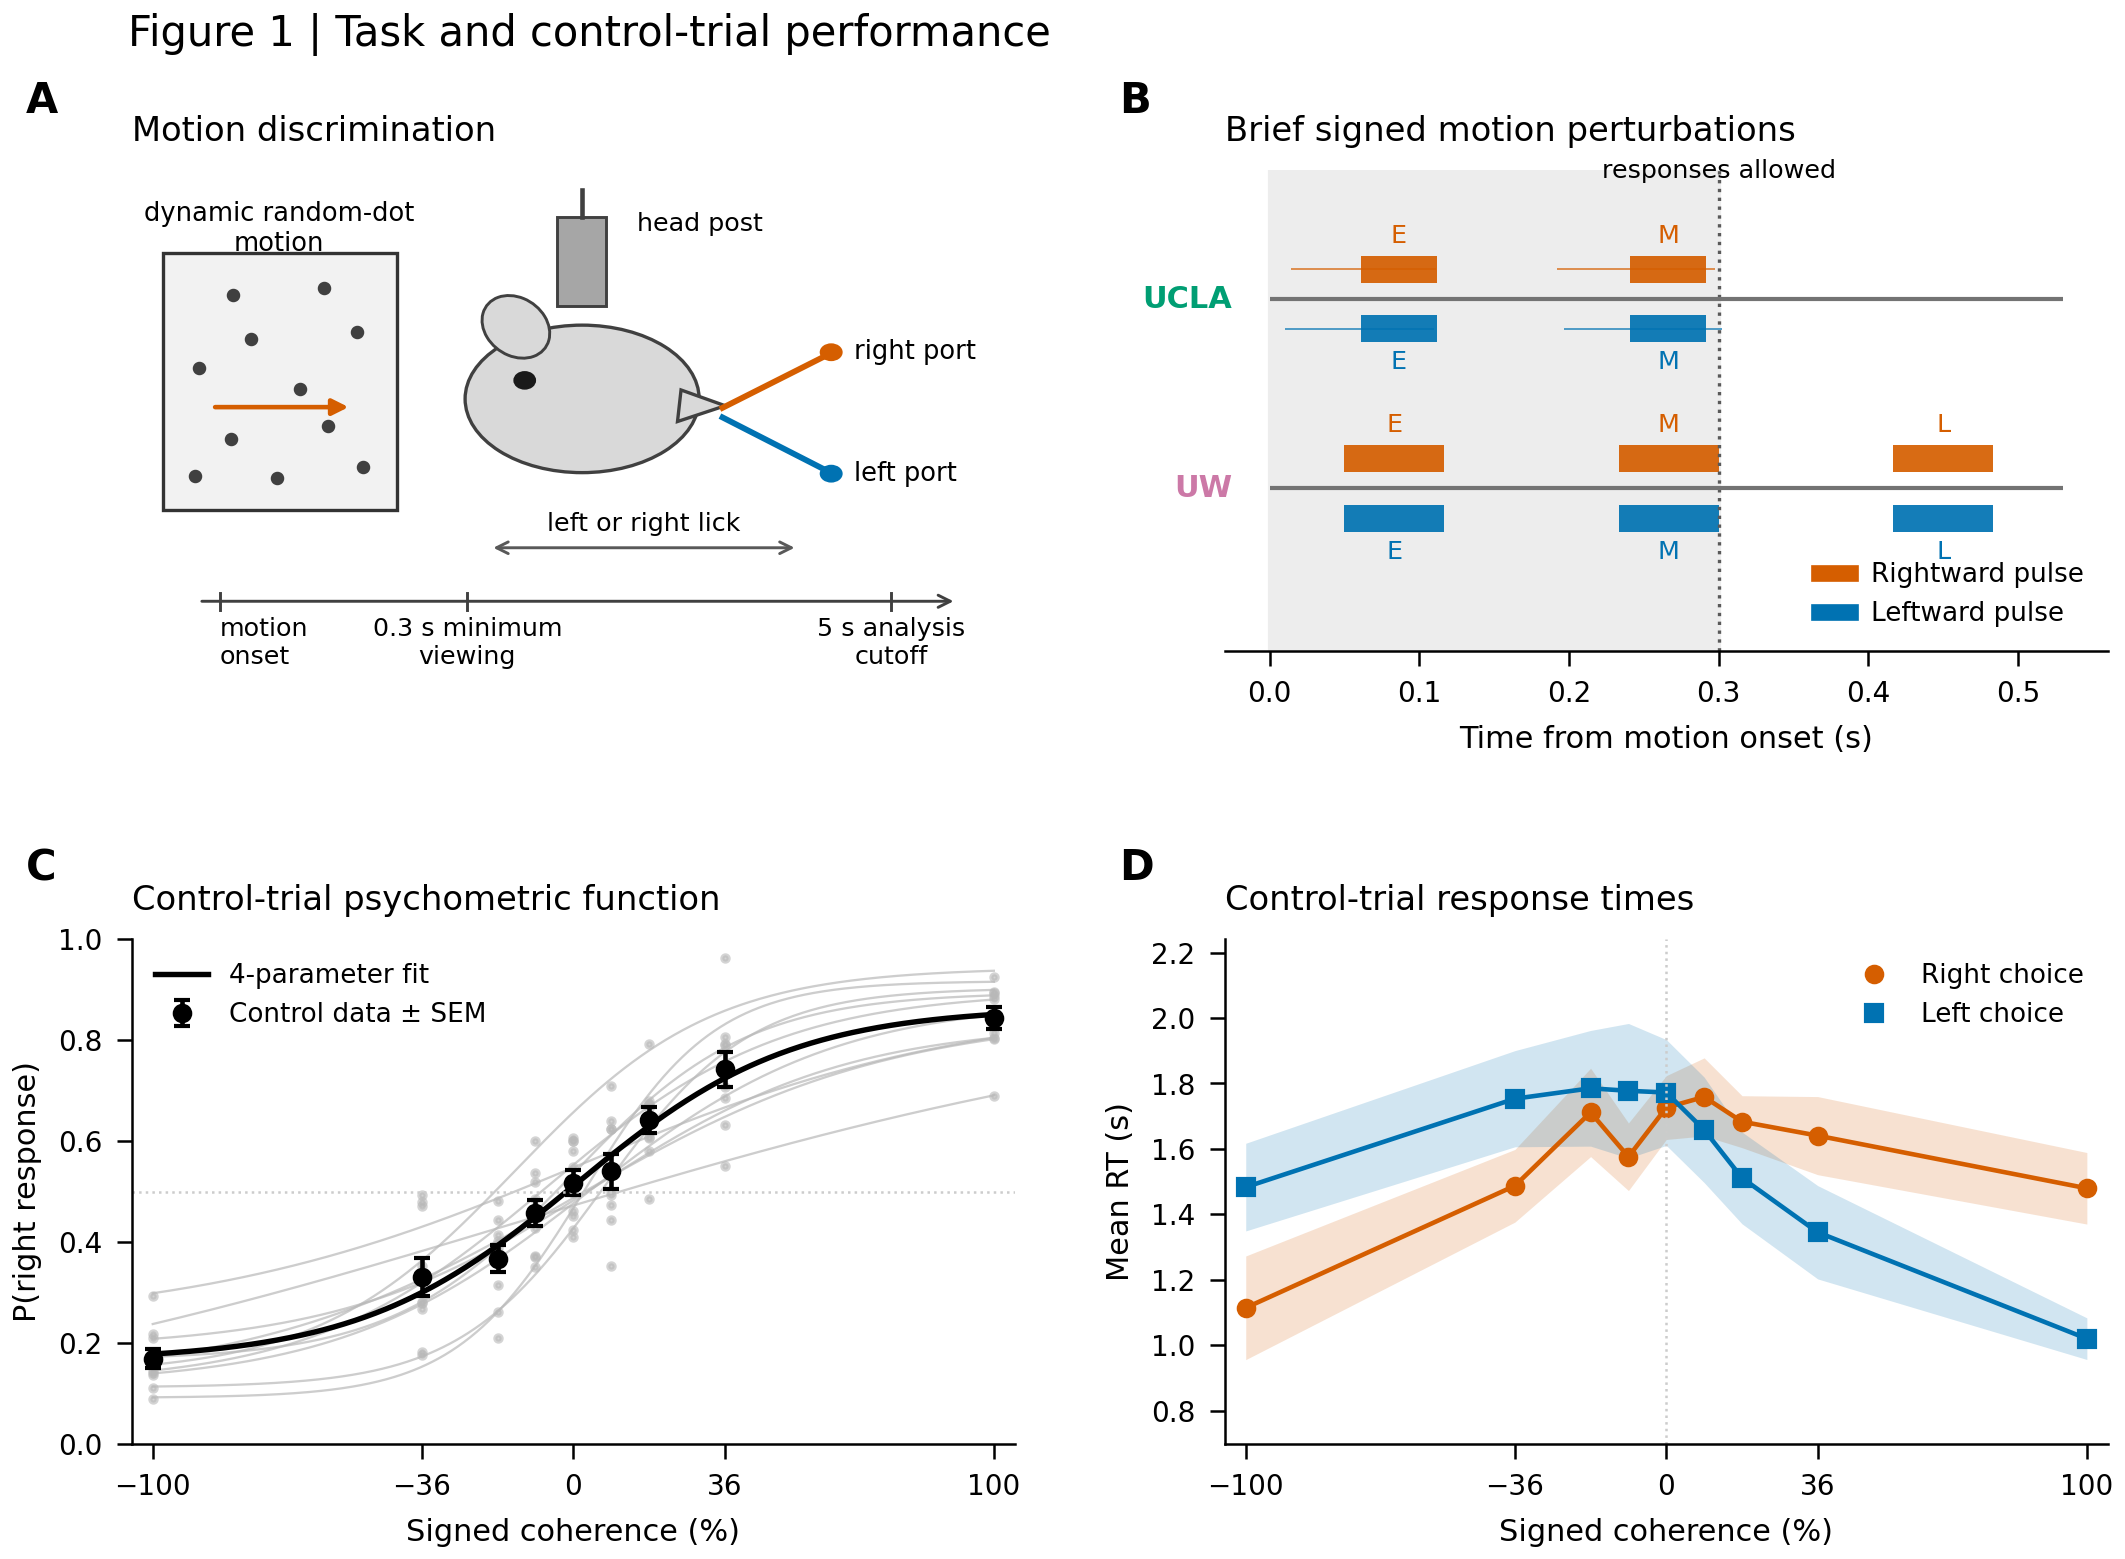 Figure 1 | Task and control-trial performance
A
Motion discrimination
dynamic random-dot
motion
head post
right port
left port
left or right lick
motion
onset
0.3 s minimum
viewing
5 s analysis
cutoff
B
Brief signed motion perturbations
responses allowed
E
M
UCLA
E
M
E
M
L
UW
E
M
L
Rightward pulse
Leftward pulse
0.0
0.1
0.2
0.3
0.4
0.5
Time from motion onset (s)
C
Control-trial psychometric function
4-parameter fit
Control data ± SEM
1.0
0.8
0.6
0.4
0.2
0.0
P(right response)
−100
−36
0
36
100
Signed coherence (%)
D
Control-trial response times
Right choice
Left choice
2.2
2.0
1.8
1.6
1.4
1.2
1.0
0.8
Mean RT (s)
−100
−36
0
36
100
Signed coherence (%)